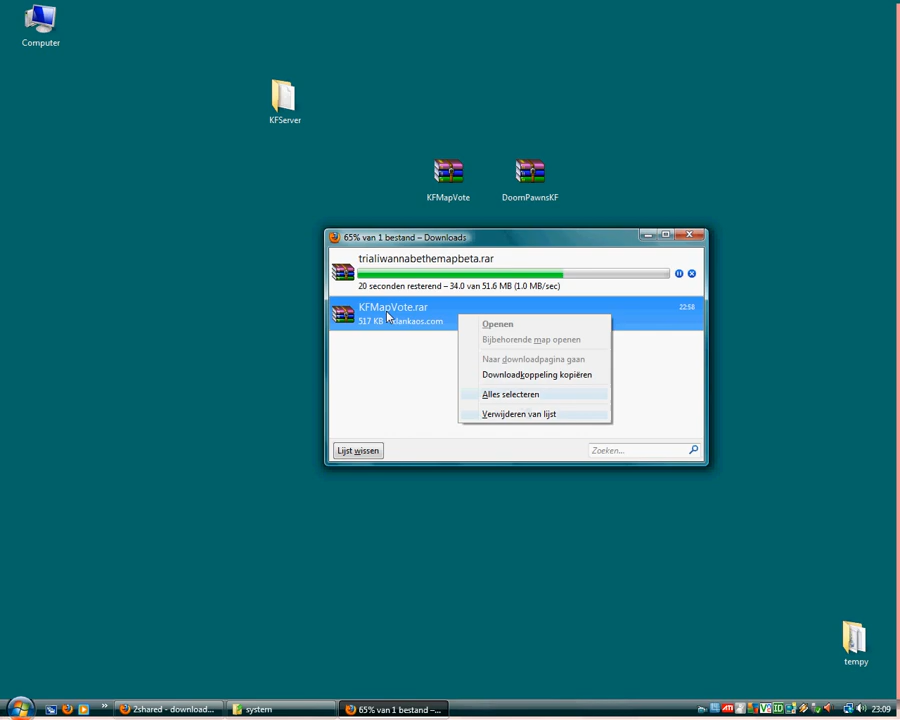 Computer
KFServer
KFMapVote
DoomPawnsKF
65% van 1 bestand – Downloads
trialiwannabethemapbeta.rar
20 seconden resterend – 34.0 van 51.6 MB (1.0 MB/sec)
KFMapVote.rar
22:58
517 KB
dankaos.com
Openen
Bijbehorende map openen
Naar downloadpagina gaan
Downloadkoppeling kopiëren
Alles selecteren
Verwijderen van lijst
Lijst wissen
Zoeken...
tempy
2shared - download...
system
65% van 1 bestand –...
23:09